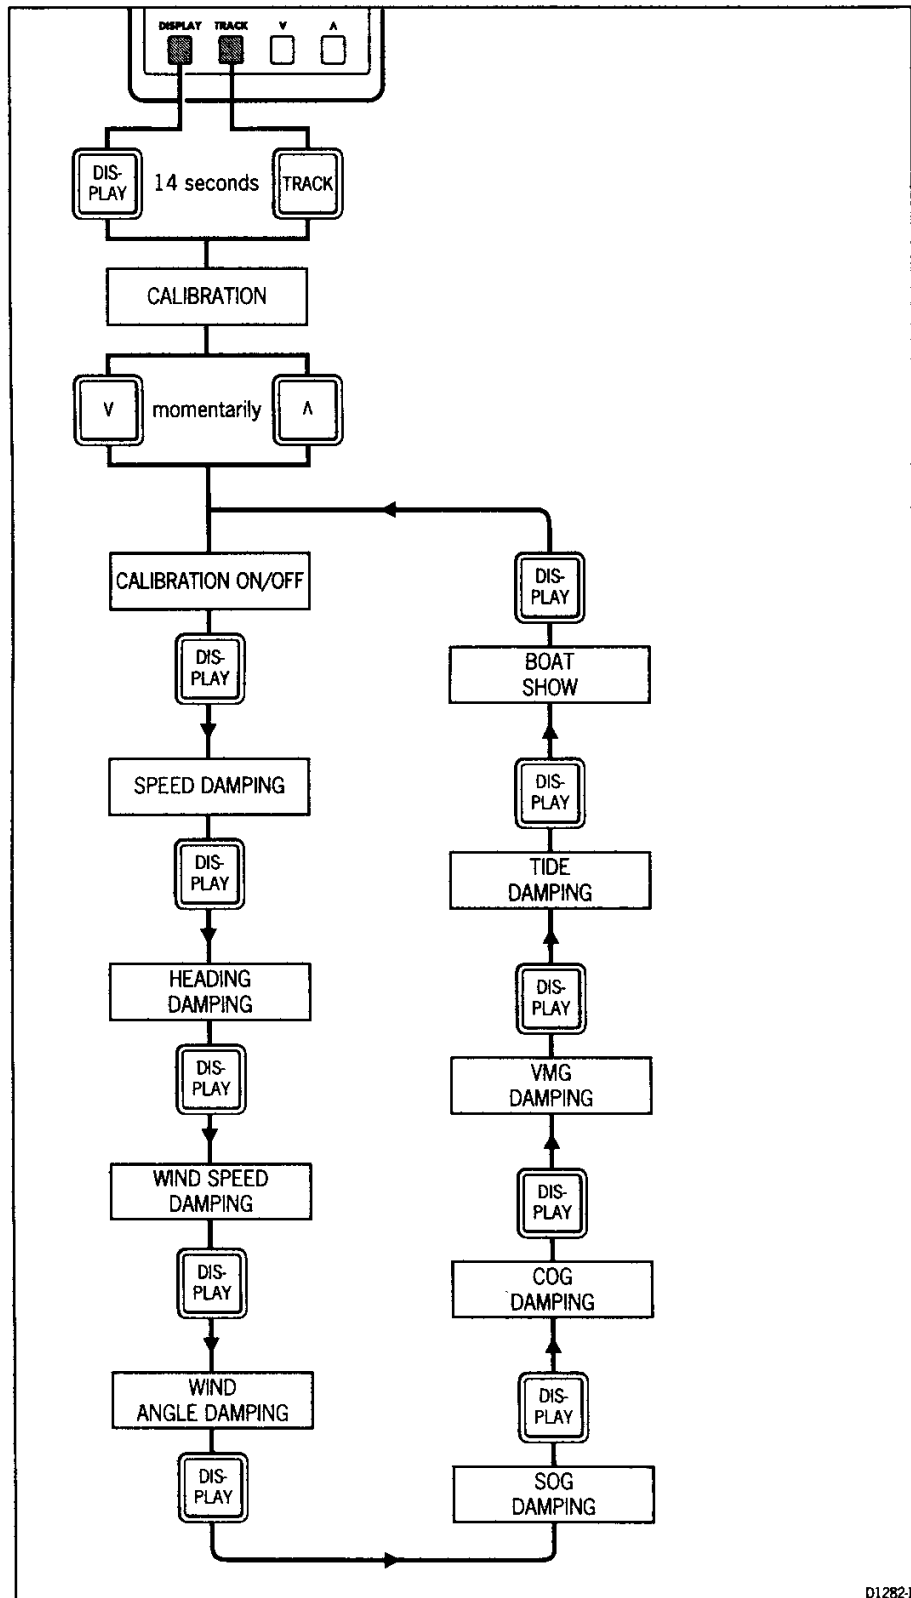 DISPLAY TRACK V Λ
DIS-
PLAY
14 seconds
TRACK
CALIBRATION
V
momentarily
Λ
CALIBRATION ON/OFF
DIS-
PLAY
SPEED DAMPING
DIS-
PLAY
HEADING
DAMPING
DIS-
PLAY
WIND SPEED
DAMPING
DIS-
PLAY
WIND
ANGLE DAMPING
DIS-
PLAY
SOG
DAMPING
DIS-
PLAY
COG
DAMPING
DIS-
PLAY
VMG
DAMPING
DIS-
PLAY
TIDE
DAMPING
DIS-
PLAY
BOAT
SHOW
DIS-
PLAY
D1282-1